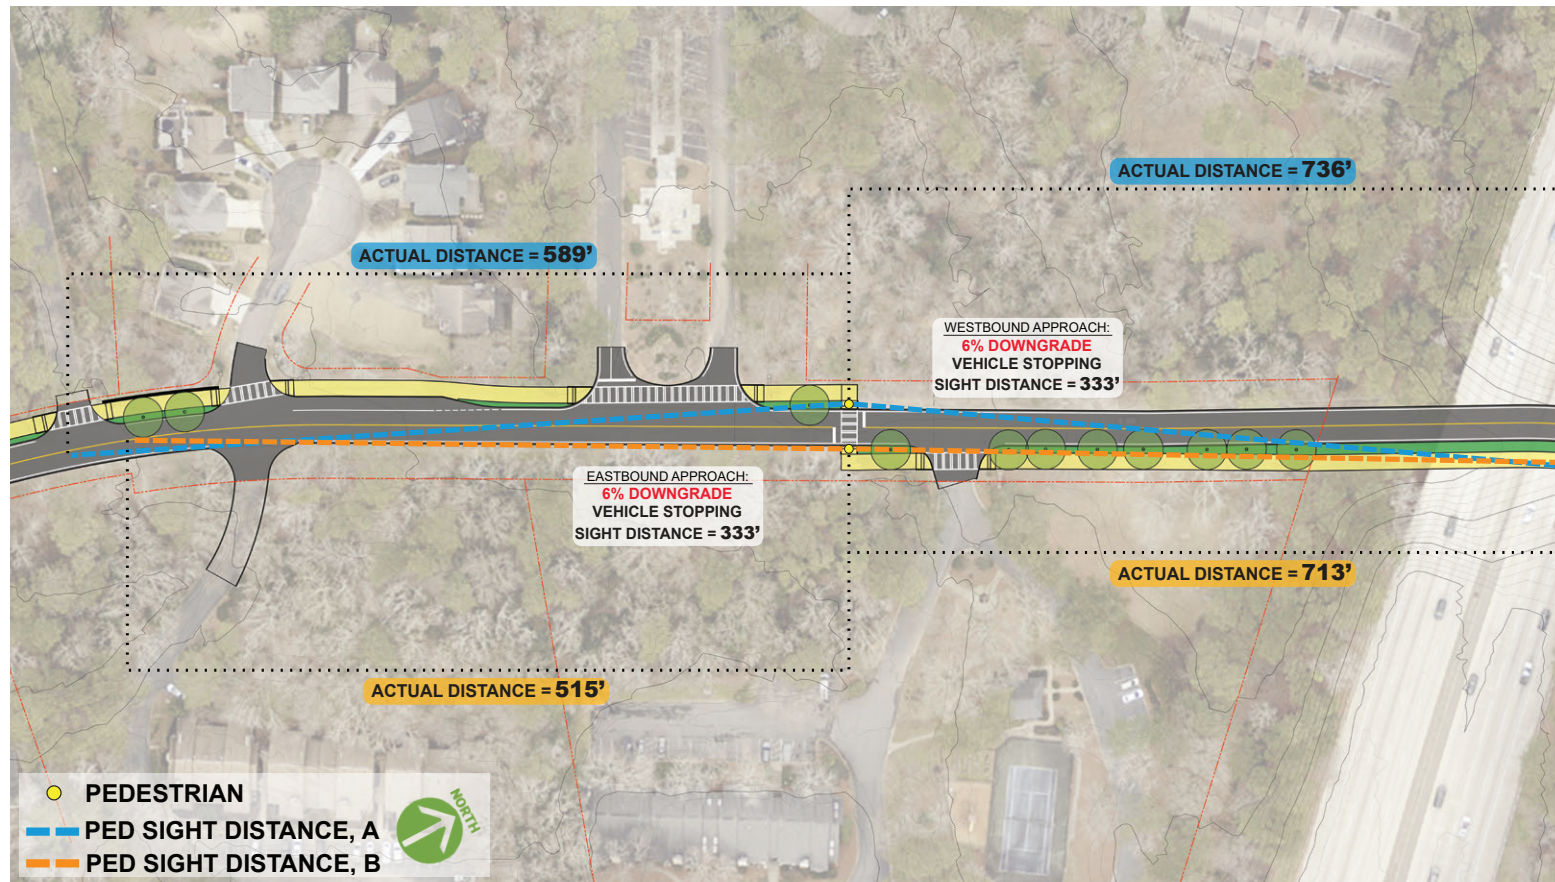 ACTUAL DISTANCE = 736’
ACTUAL DISTANCE = 589’
WESTBOUND APPROACH:
6% DOWNGRADE
VEHICLE STOPPING
SIGHT DISTANCE = 333’
EASTBOUND APPROACH:
6% DOWNGRADE
VEHICLE STOPPING
SIGHT DISTANCE = 333’
ACTUAL DISTANCE = 713’
ACTUAL DISTANCE = 515’
PEDESTRIAN
PED SIGHT DISTANCE, A
PED SIGHT DISTANCE, B
NORTH